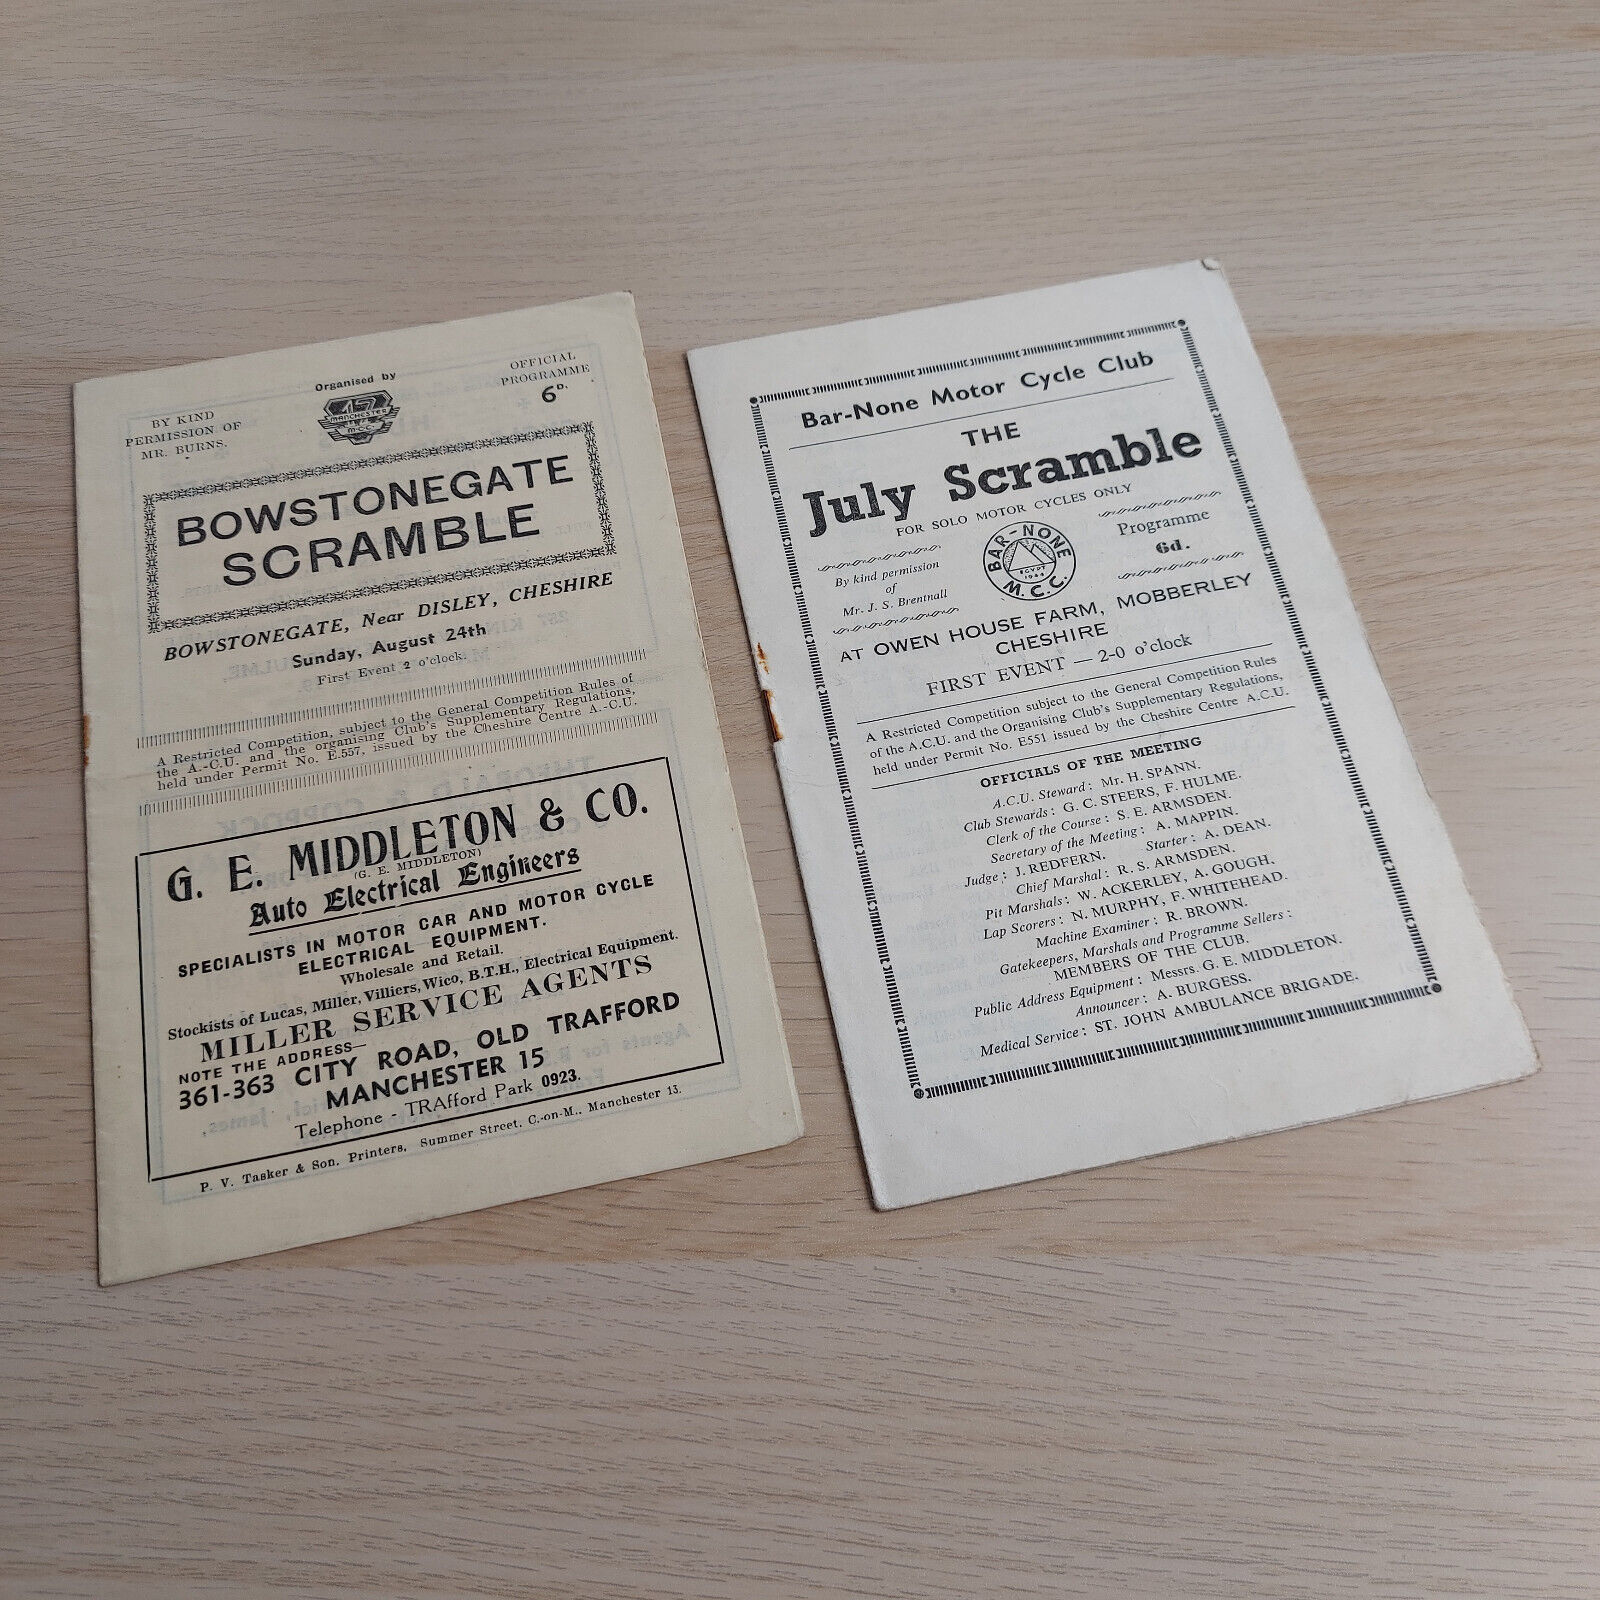 BY KIND
PERMISSION OF
MR. BURNS.
Organised by
17
MANCHESTER
M·C·C·
OFFICIAL
PROGRAMME
6D.
BOWSTONEGATE
SCRAMBLE
BOWSTONEGATE, Near DISLEY, CHESHIRE
Sunday, August 24th
First Event 2 o'clock.
A Restricted Competition, subject to the General Competition Rules of
the A.-C.U. and the organising Club's Supplementary Regulations,
held under Permit No. E.557, issued by the Cheshire Centre A.-C.U.
G. E. MIDDLETON & CO.
(G. E. MIDDLETON)
Auto Electrical Engineers
SPECIALISTS IN MOTOR CAR AND MOTOR CYCLE
ELECTRICAL EQUIPMENT.
Wholesale and Retail.
Stockists of Lucas, Miller, Villiers, Wico, B.T.H., Electrical Equipment.
MILLER SERVICE AGENTS
NOTE THE ADDRESS—
361-363 CITY ROAD, OLD TRAFFORD
MANCHESTER 15
Telephone - TRAfford Park 0923.
P. V. Tasker & Son, Printers, Summer Street, C.-on-M., Manchester 13.
Bar-None Motor Cycle Club
THE
July Scramble
FOR SOLO MOTOR CYCLES ONLY
By kind permission
of
Mr. J. S. Brentnall
BAR-NONE
EGYPT
1944
M.C.C.
Programme
6d.
AT OWEN HOUSE FARM, MOBBERLEY
CHESHIRE
FIRST EVENT — 2-0 o'clock
A Restricted Competition subject to the General Competition Rules
of the A.C.U. and the Organising Club's Supplementary Regulations,
held under Permit No. E551 issued by the Cheshire Centre A.C.U.
OFFICIALS OF THE MEETING
A.C.U. Steward: Mr. H. SPANN.
Club Stewards: G. C. STEERS, F. HULME.
Clerk of the Course: S. E. ARMSDEN.
Secretary of the Meeting: A. MAPPIN.
Judge: J. REDFERN. Starter: A. DEAN.
Chief Marshal: R. S. ARMSDEN.
Pit Marshals: W. ACKERLEY, A. GOUGH.
Lap Scorers: N. MURPHY, F. WHITEHEAD.
Machine Examiner: R. BROWN.
Gatekeepers, Marshals and Programme Sellers:
MEMBERS OF THE CLUB.
Public Address Equipment: Messrs. G. E. MIDDLETON.
Announcer: A. BURGESS.
Medical Service: ST. JOHN AMBULANCE BRIGADE.